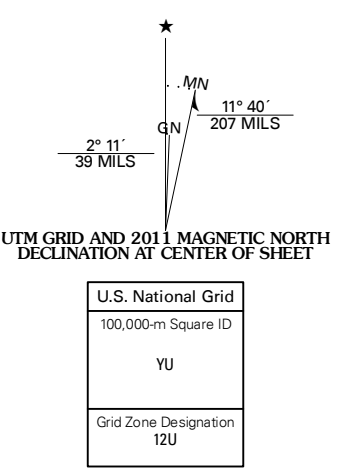 ★
MN
GN
11° 40´
207 MILS
2° 11´
39 MILS
UTM GRID AND 2011 MAGNETIC NORTH
DECLINATION AT CENTER OF SHEET
U.S. National Grid
100,000-m Square ID
YU
Grid Zone Designation
12U